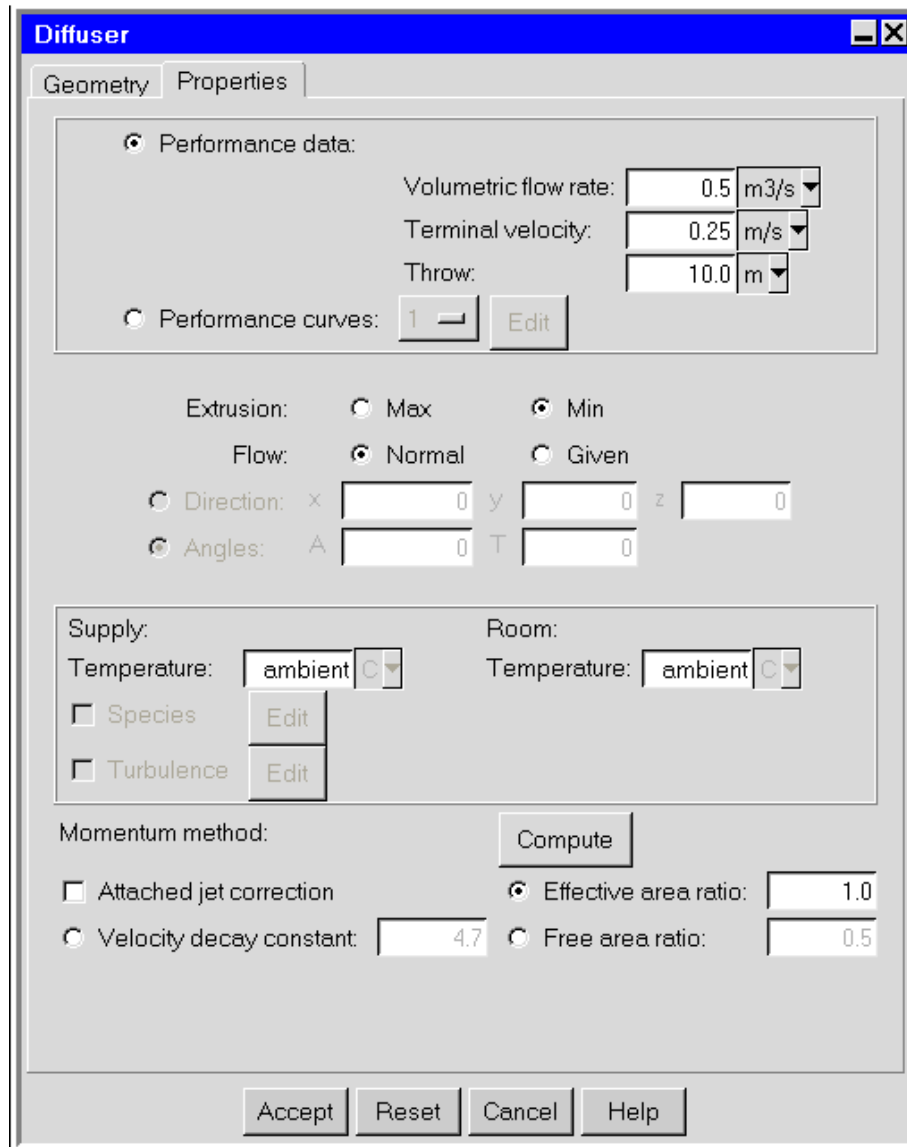 Diffuser
Geometry Properties
Performance data:
Volumetric flow rate: 0.5 m3/s
Terminal velocity: 0.25 m/s
Throw: 10.0 m
Performance curves: 1 Edit
Extrusion: Max Min
Flow: Normal Given
Direction: x 0 y 0 z 0
Angles: A 0 T 0
Supply: Room:
Temperature: ambient C Temperature: ambient C
Species Edit
Turbulence Edit
Momentum method: Compute
Attached jet correction Effective area ratio: 1.0
Velocity decay constant: 4.7 Free area ratio: 0.5
Accept Reset Cancel Help